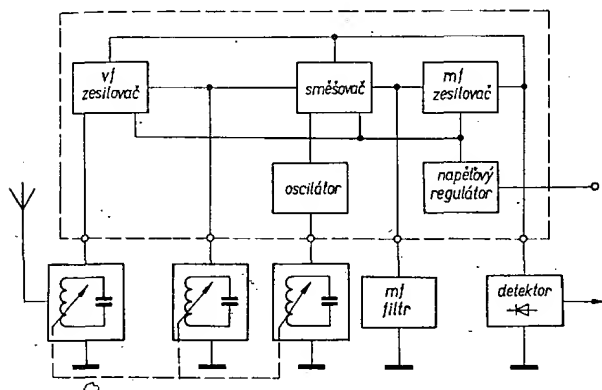 vf
zesilovač
směšovač
mf
zesilovač
oscilátor
napěťový
regulátor
mf
filtr
detektor